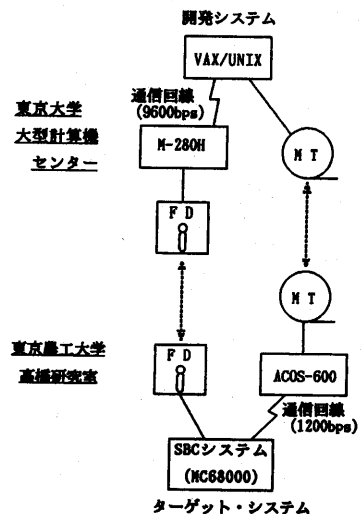 開発システム
VAX/UNIX
通信回線
(9600bps)
東京大学
大型計算機
センター
M-280H
MT
FD
MT
東京農工大学
高橋研究室
FD
ACOS-600
通信回線
(1200bps)
SBCシステム
(MC68000)
ターゲット・システム